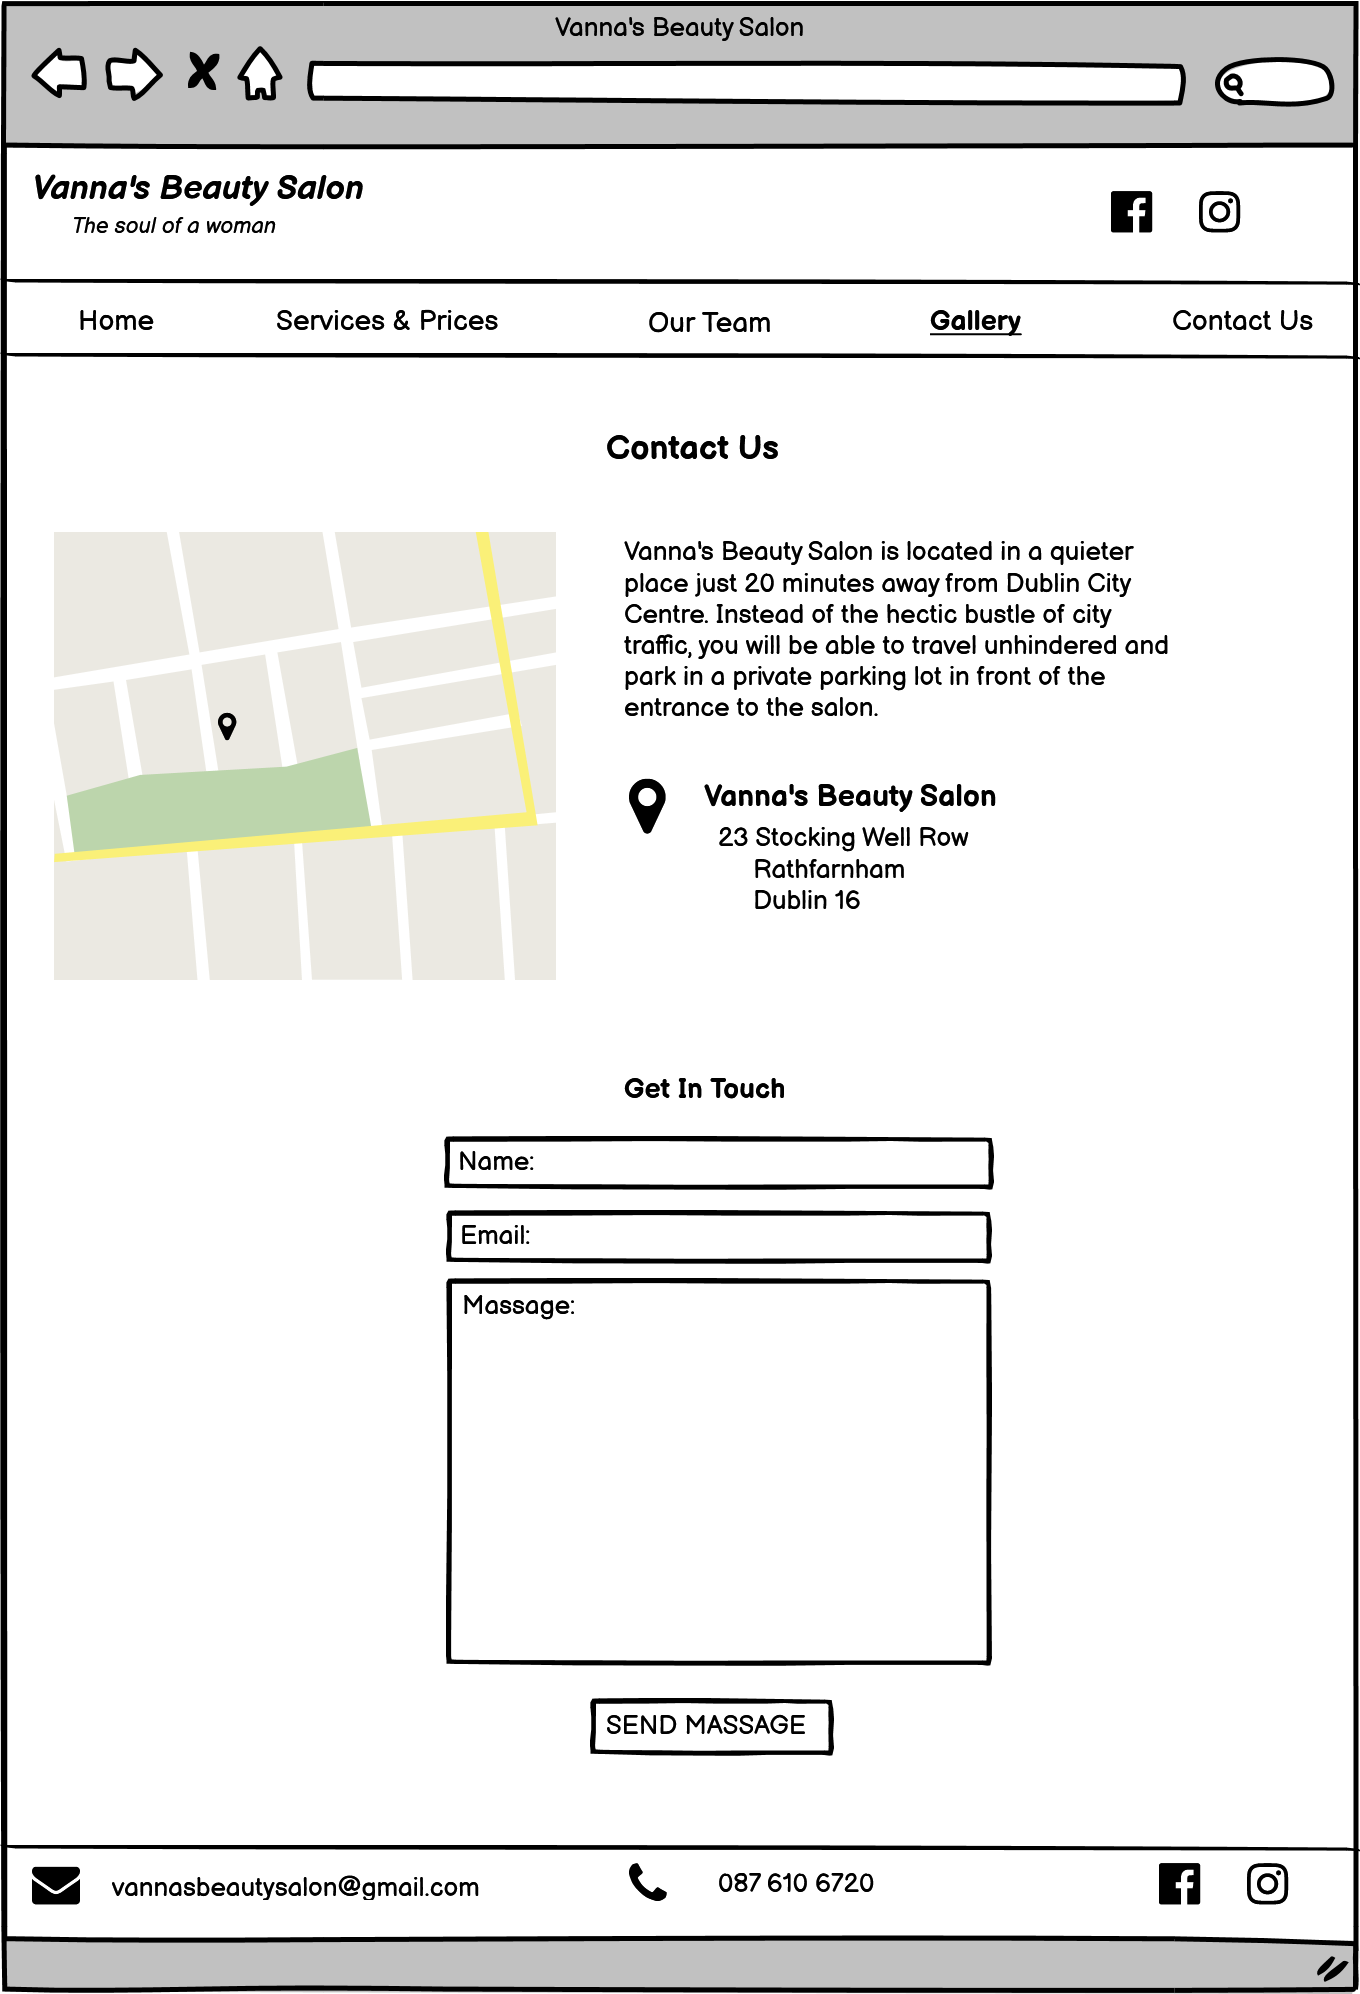 Vanna's Beauty Salon
Vanna's Beauty Salon
The soul of a woman
Home
Services & Prices
Our Team
Gallery
Contact Us
Contact Us
Vanna's Beauty Salon is located in a quieter
place just 20 minutes away from Dublin City
Centre. Instead of the hectic bustle of city
traffic, you will be able to travel unhindered and
park in a private parking lot in front of the
entrance to the salon.
Vanna's Beauty Salon
23 Stocking Well Row
Rathfarnham
Dublin 16
Get In Touch
Name:
Email:
Massage:
SEND MASSAGE
vannasbeautysalon@gmail.com
087 610 6720